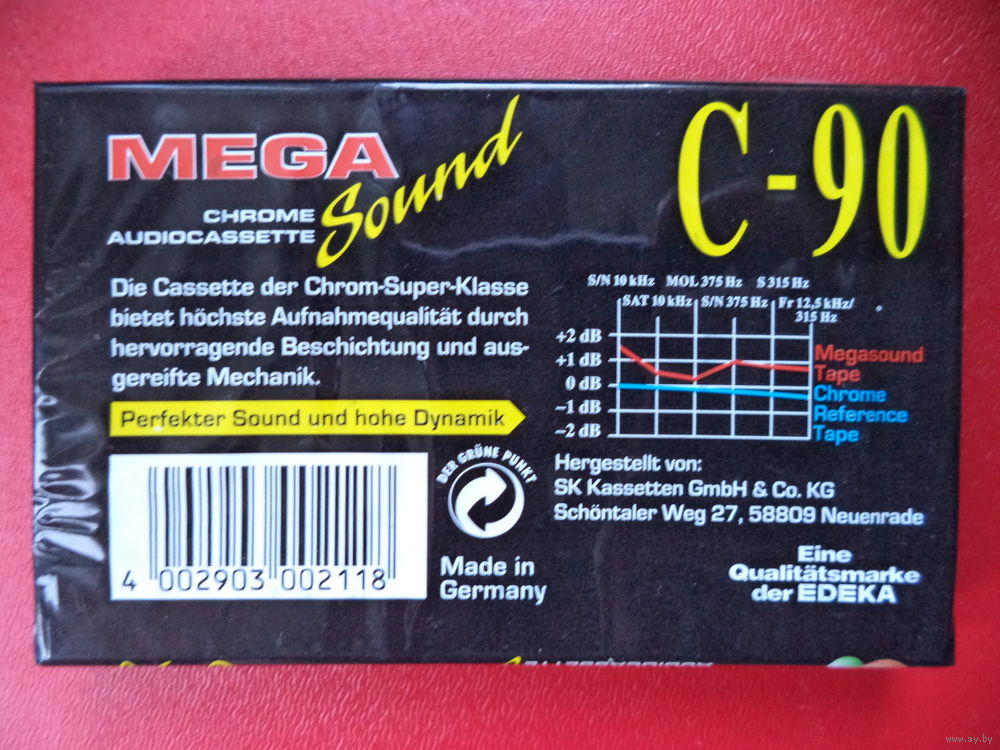 MEGA
Sound
CHROME
AUDIOCASSETTE
C-90
Die Cassette der Chrom-Super-Klasse
bietet höchste Aufnahmequalität durch
hervorragende Beschichtung und aus-
gereifte Mechanik.
Perfekter Sound und hohe Dynamik
S/N 10 kHz MOL 375 Hz S 315 Hz
SAT 10 kHz S/N 375 Hz Fr 12,5 kHz/
315 Hz
+2 dB
+1 dB
0 dB
–1 dB
–2 dB
Megasound
Tape
Chrome
Reference
Tape
4 002903 002118
DER GRÜNE PUNKT
Made in
Germany
Hergestellt von:
SK Kassetten GmbH & Co. KG
Schöntaler Weg 27, 58809 Neuenrade
Eine
Qualitätsmarke
der EDEKA
www.ay.by